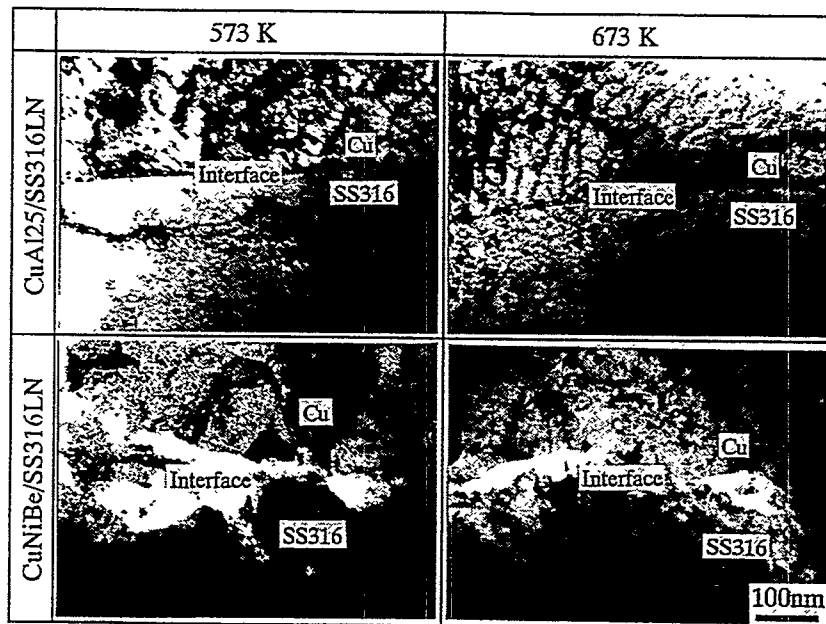 573 K
673 K
CuAl25/SS316LN
Cu
Interface
SS316
Cu
Interface
SS316
CuNiBe/SS316LN
Cu
Interface
SS316
Cu
Interface
SS316
100nm